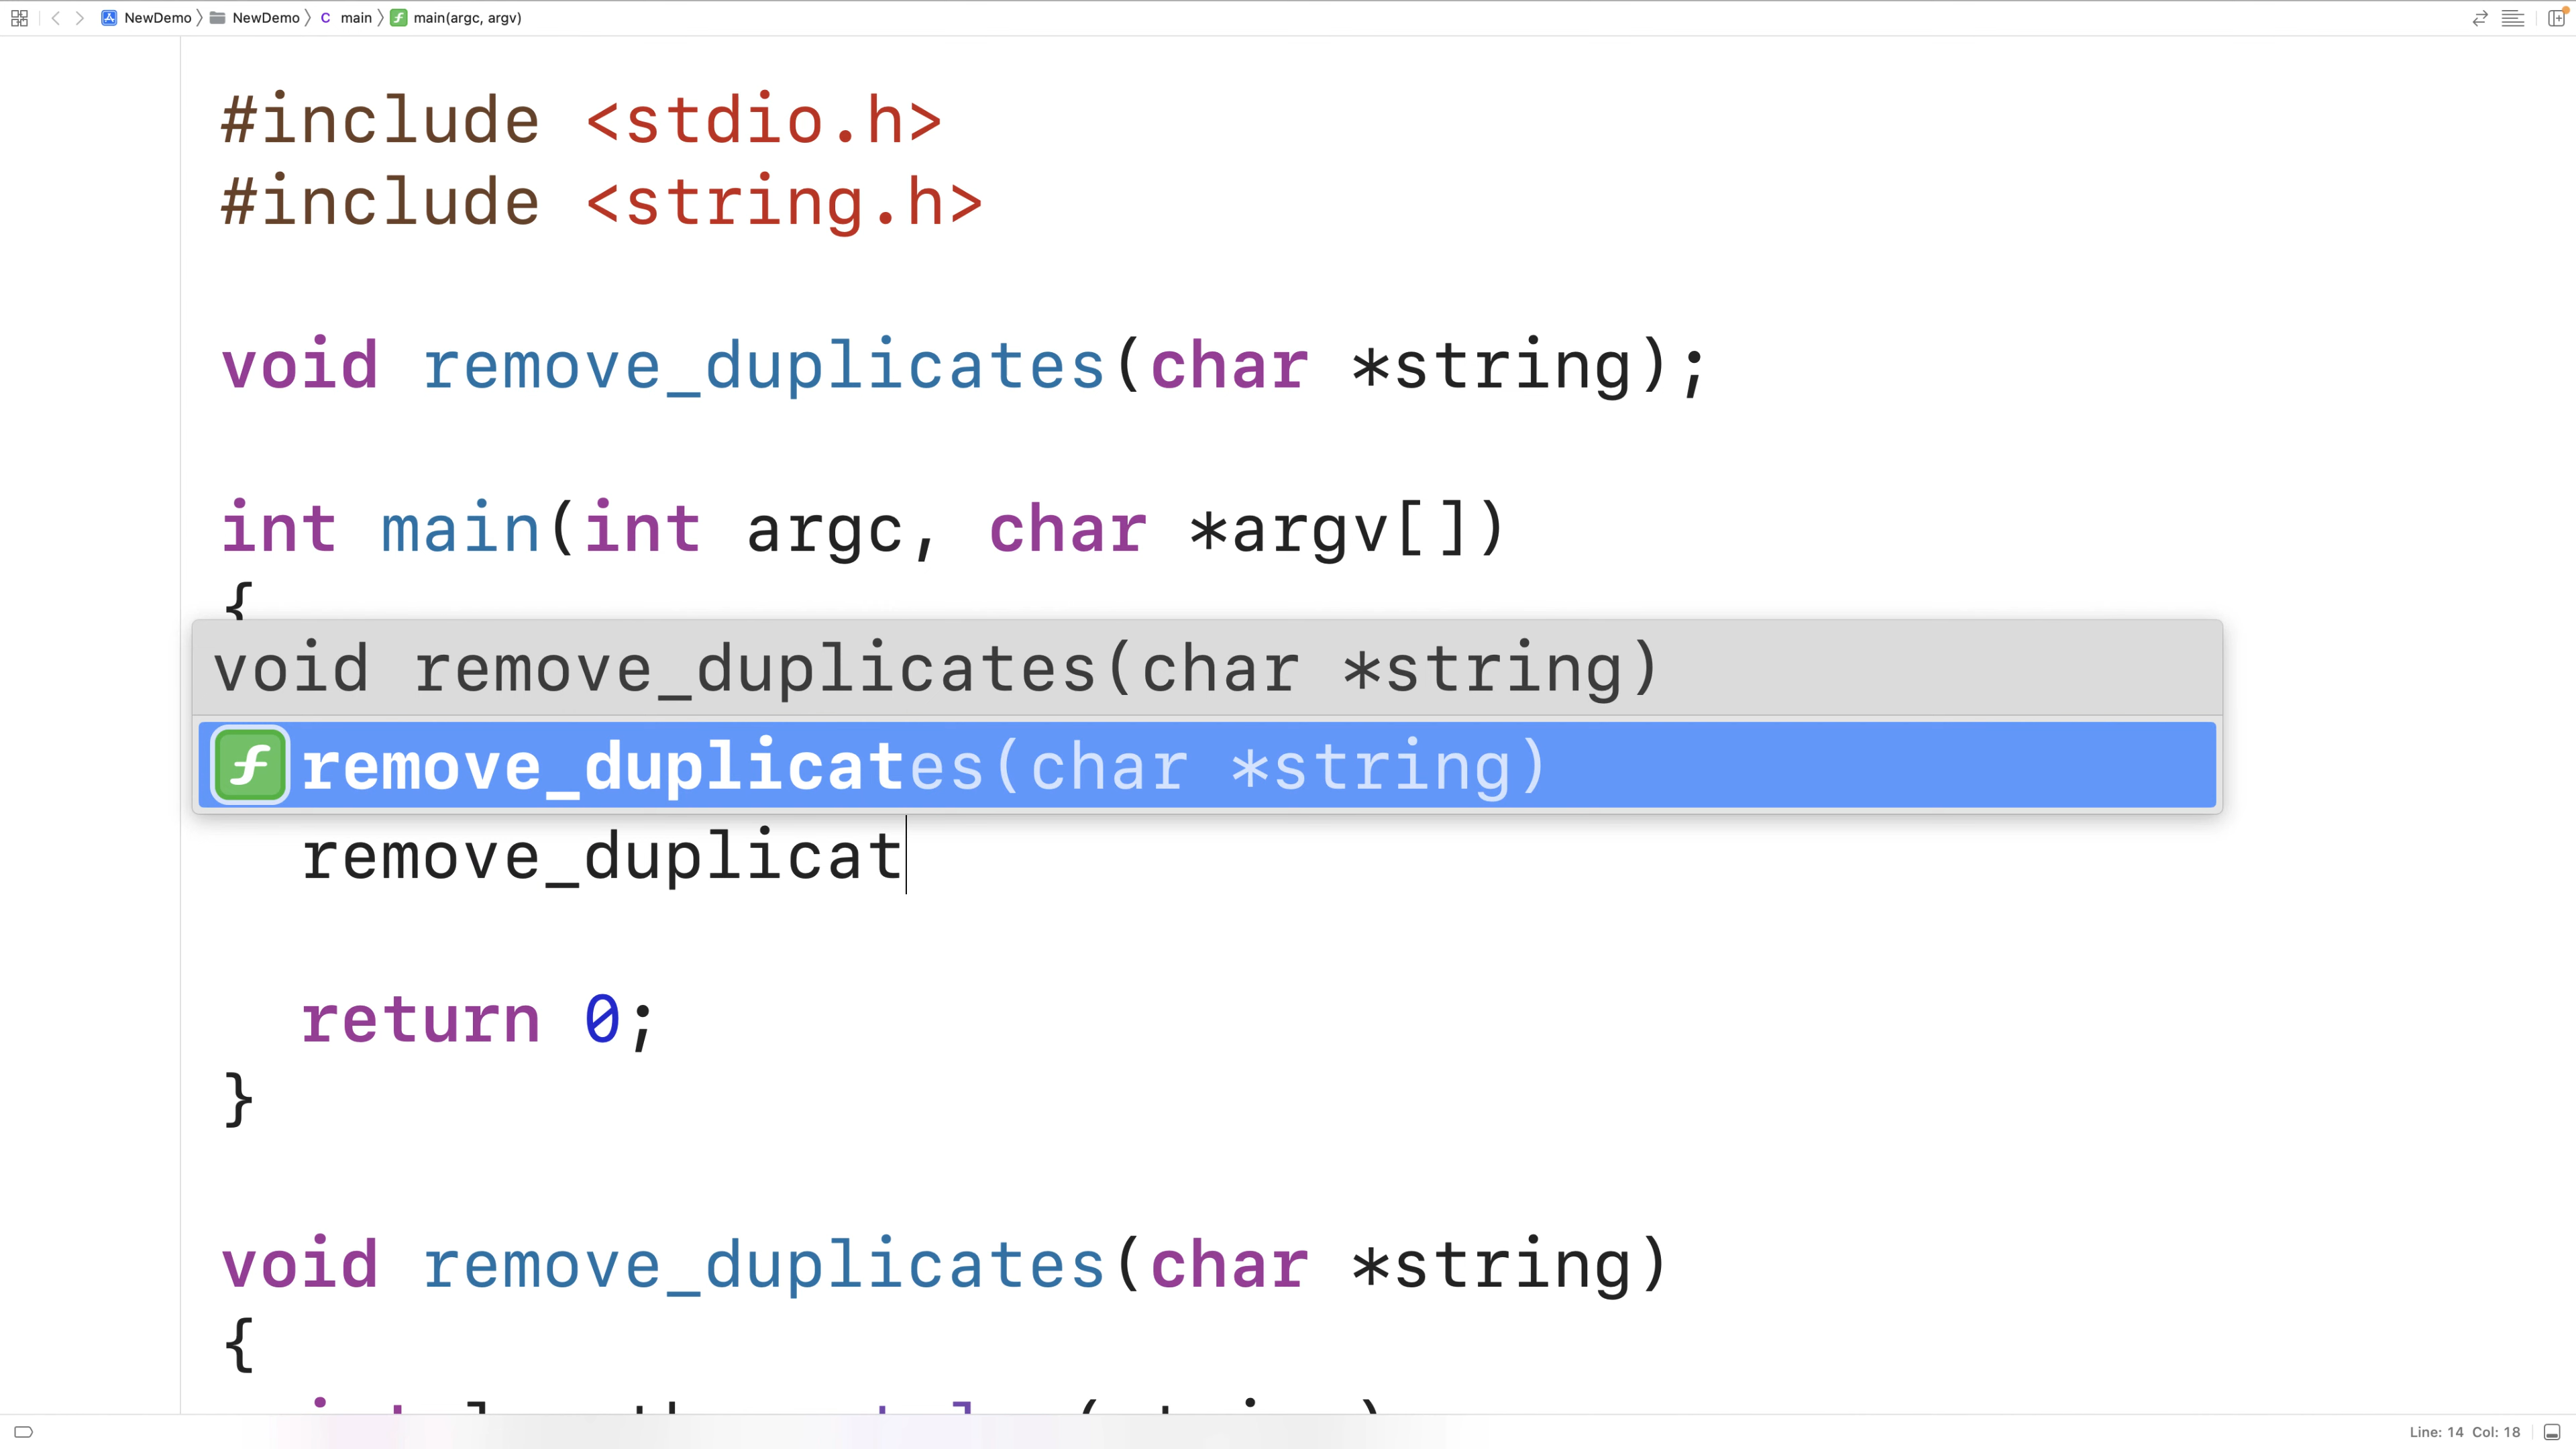 NewDemo NewDemo C main f main(argc, argv)
#include <stdio.h>
#include <string.h>
void remove_duplicates(char *string);
int main(int argc, char *argv[])
{
void remove_duplicates(char *string)
f remove_duplicates(char *string)
remove_duplicat
return 0;
}
void remove_duplicates(char *string)
{
Line: 14 Col: 18